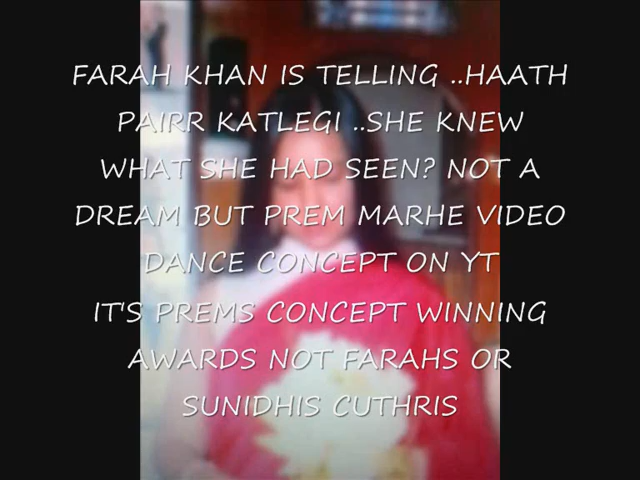 FARAH KHAN IS TELLING ..HAATH
PAIRR KATLEGI ..SHE KNEW
WHAT SHE HAD SEEN? NOT A
DREAM BUT PREM MARHE VIDEO
DANCE CONCEPT ON YT
IT'S PREMS CONCEPT WINNING
AWARDS NOT FARAHS OR
SUNIDHIS CUTHRIS